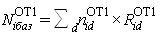 N_{iбаз}^{OT1} = ∑_d n_{id}^{OT1} × R_{id}^{OT1}